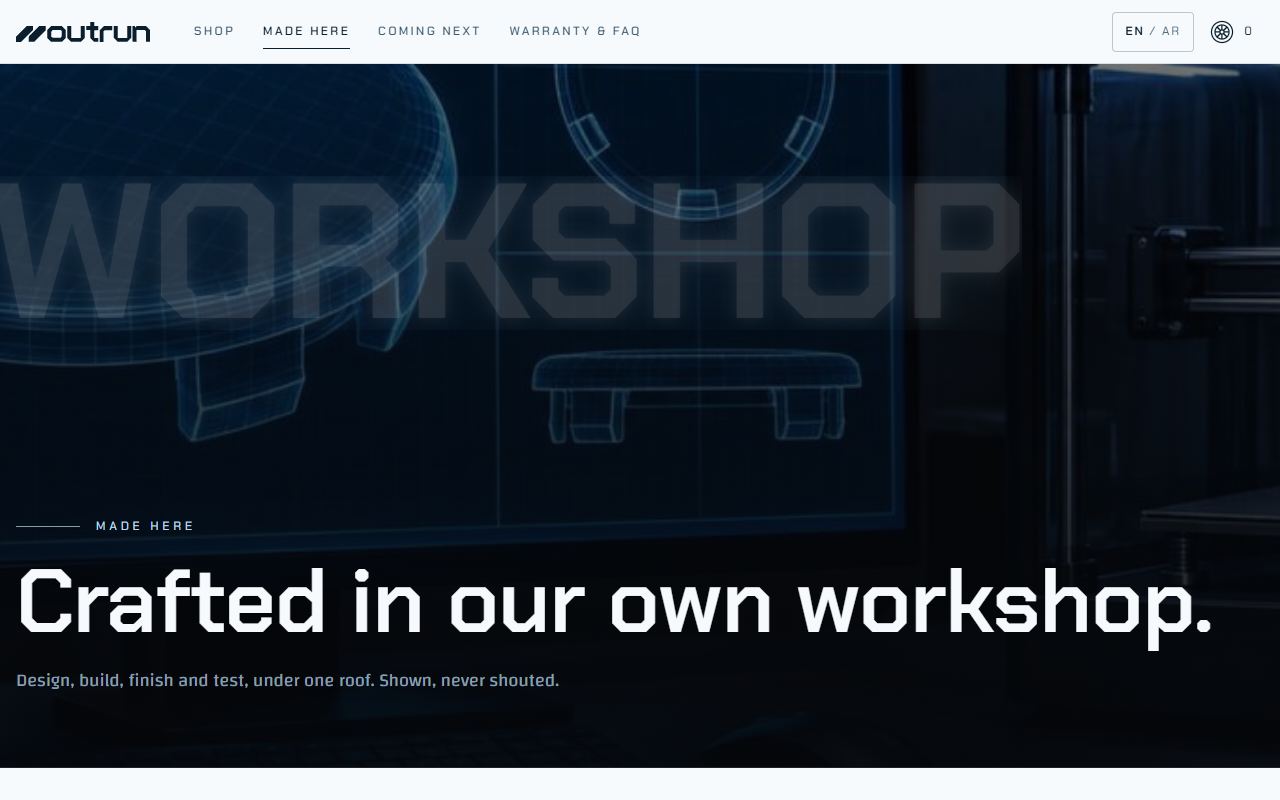 outrun
SHOP
MADE HERE
COMING NEXT
WARRANTY & FAQ
EN / AR
0
WORKSHOP
MADE HERE
Crafted in our own workshop.
Design, build, finish and test, under one roof. Shown, never shouted.